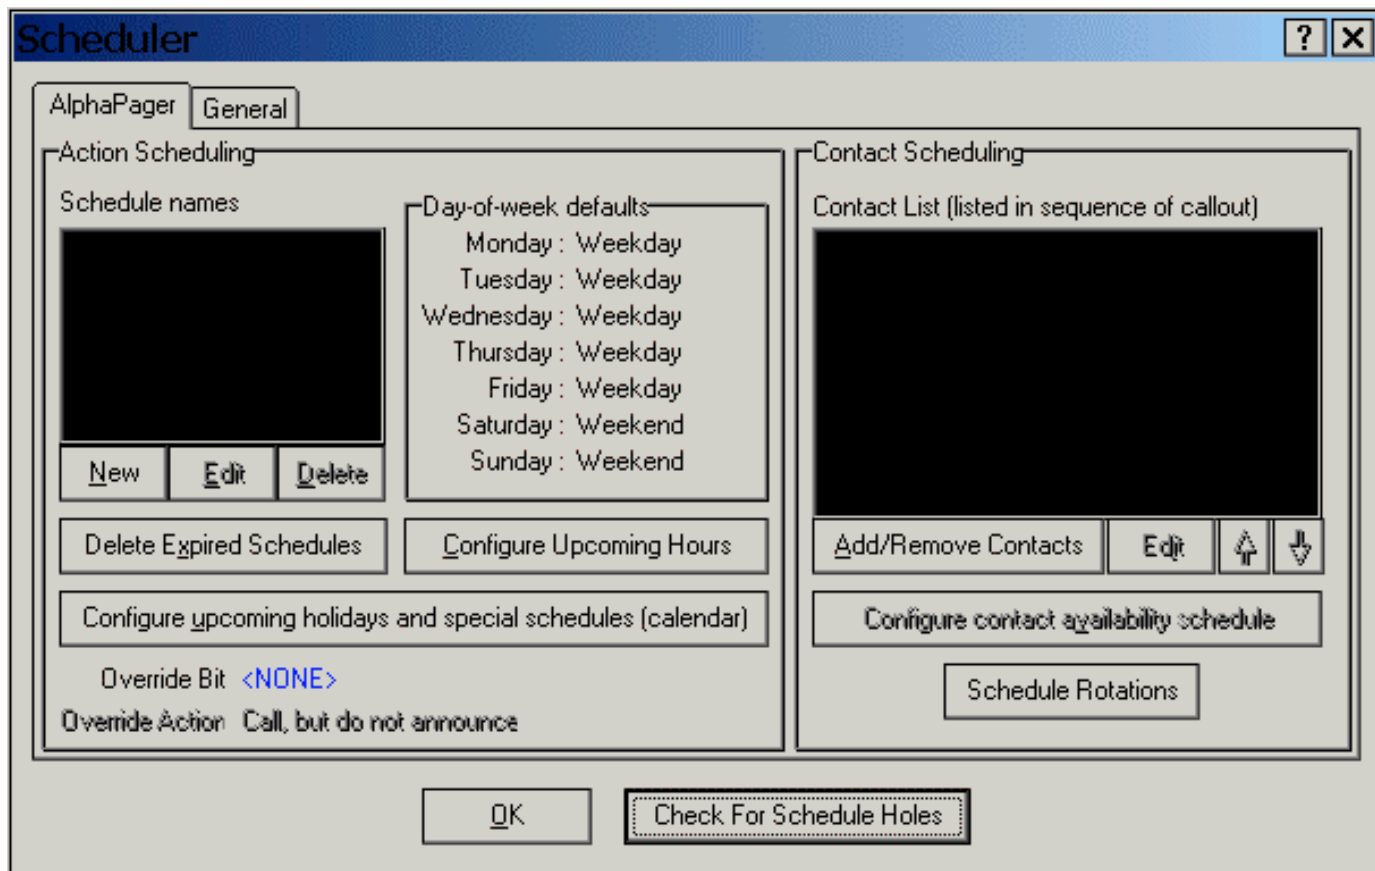 Scheduler
AlphaPager
General
Action Scheduling
Schedule names
Day-of-week defaults
Monday : Weekday
Tuesday : Weekday
Wednesday : Weekday
Thursday : Weekday
Friday : Weekday
Saturday : Weekend
Sunday : Weekend
New
Edit
Delete
Delete Expired Schedules
Configure Upcoming Hours
Configure upcoming holidays and special schedules (calendar)
Override Bit <NONE>
Override Action Call, but do not announce
Contact Scheduling
Contact List (listed in sequence of callout)
Add/Remove Contacts
Edit
Configure contact availability schedule
Schedule Rotations
OK
Check For Schedule Holes